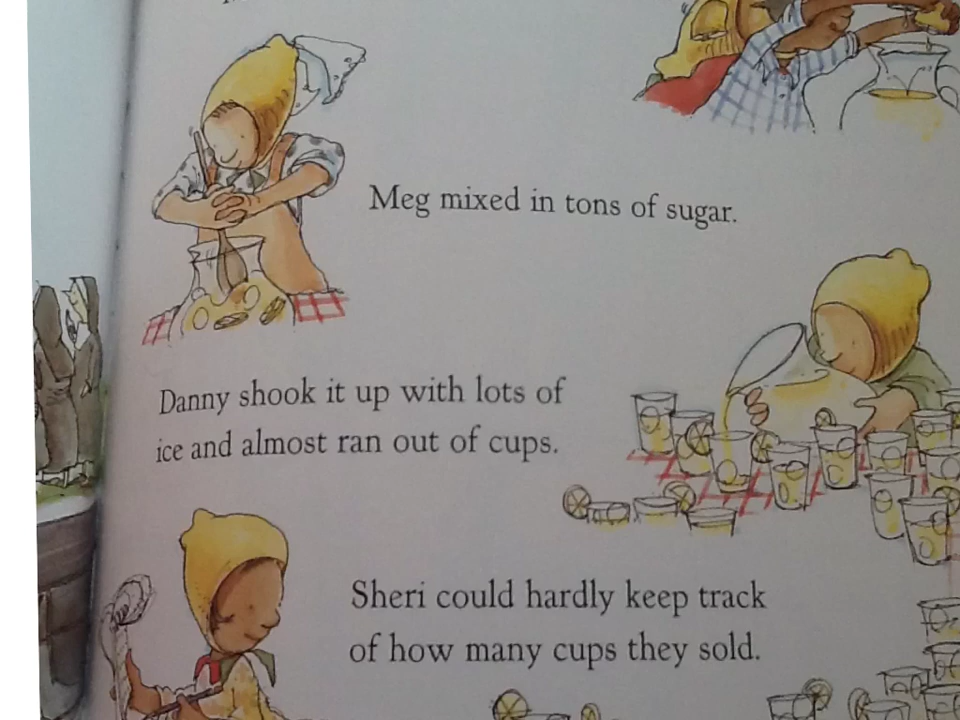 Meg mixed in tons of sugar.
Danny shook it up with lots of
ice and almost ran out of cups.
Sheri could hardly keep track
of how many cups they sold.